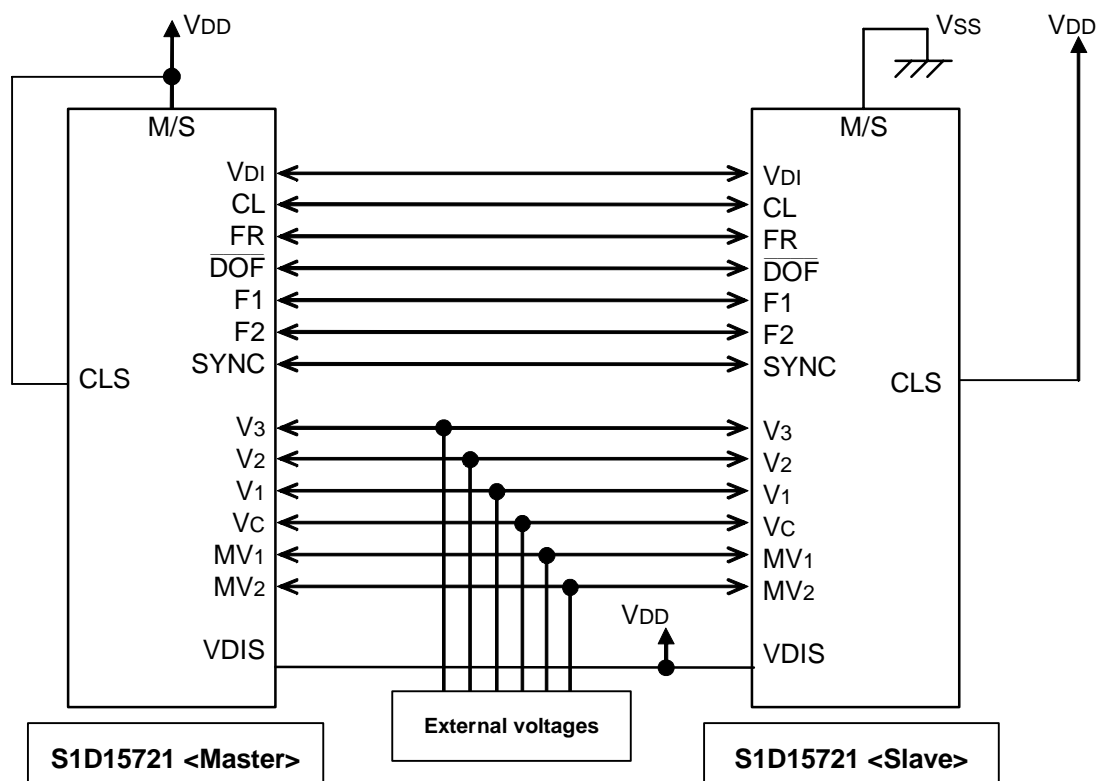 VDD
VSS
VDD
M/S
M/S
VDI
VDI
CL
CL
FR
FR
DOF
DOF
F1
F1
F2
F2
SYNC
SYNC
CLS
CLS
V3
V3
V2
V2
V1
V1
VC
VC
MV1
MV1
MV2
MV2
VDD
VDIS
VDIS
External voltages
S1D15721 <Master>
S1D15721 <Slave>